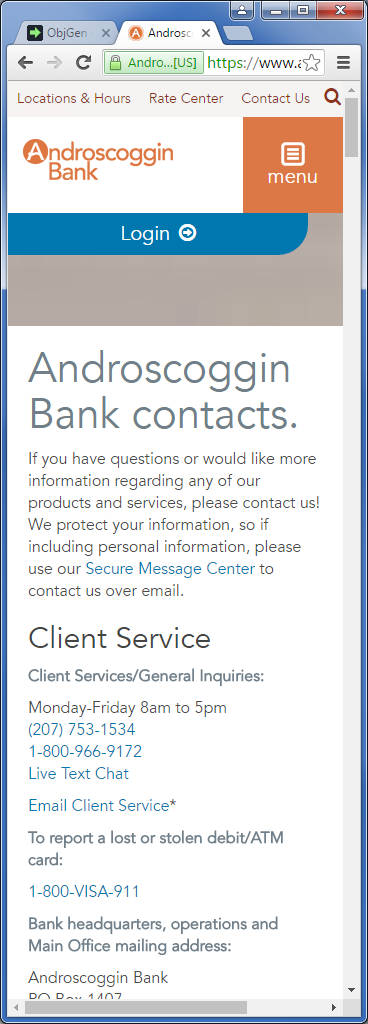 ObjGen
Androsc
Andro...[US]
https://www.a
Locations & Hours Rate Center Contact Us
Androscoggin
Bank
menu
Login
Androscoggin
Bank contacts.
If you have questions or would like more
information regarding any of our
products and services, please contact us!
We protect your information, so if
including personal information, please
use our Secure Message Center to
contact us over email.
Client Service
Client Services/General Inquiries:
Monday-Friday 8am to 5pm
(207) 753-1534
1-800-966-9172
Live Text Chat
Email Client Service*
To report a lost or stolen debit/ATM
card:
1-800-VISA-911
Bank headquarters, operations and
Main Office mailing address:
Androscoggin Bank
PO Box 1407